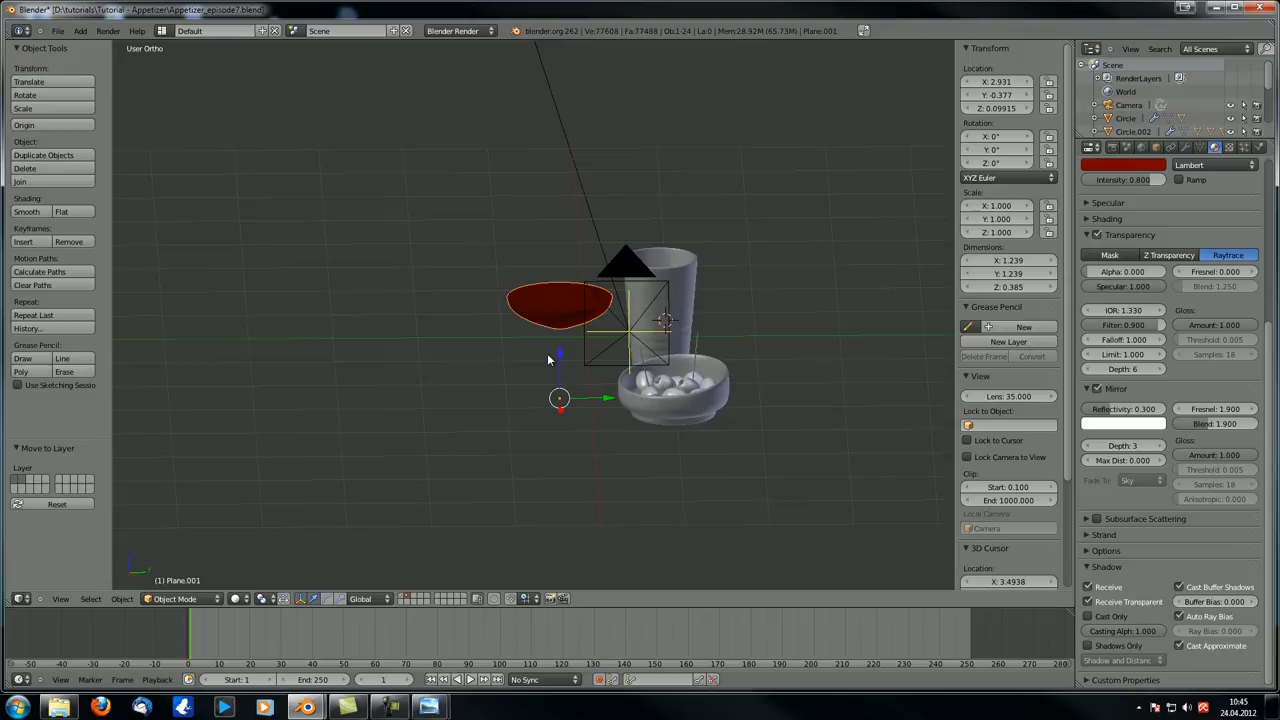 Blender* [D:\tutorials\Tutorial - Appetizer\Appetizer_episode7.blend]
File Add Render Help Default Scene Blender Render blender.org 262 | Ve:77608 | Fa:77488 | Ob:1-24 | La:0 | Mem:28.92M (65.73M) | Plane.001
Object Tools
Transform:
Translate
Rotate
Scale
Origin
Object:
Duplicate Objects
Delete
Join
Shading:
Smooth Flat
Keyframes:
Insert Remove
Motion Paths:
Calculate Paths
Clear Paths
Repeat:
Repeat Last
History...
Grease Pencil:
Draw Line
Poly Erase
Use Sketching Sessio
Move to Layer
Layer
Reset
User Ortho
(1) Plane.001
Transform
Location:
X: 2.931
Y: -0.377
Z: 0.09915
Rotation:
X: 0°
Y: 0°
Z: 0°
XYZ Euler
Scale:
X: 1.000
Y: 1.000
Z: 1.000
Dimensions:
X: 1.239
Y: 1.239
Z: 0.385
Grease Pencil
New
New Layer
Delete Frame Convert
View
Lens: 35.000
Lock to Object:
Lock to Cursor
Lock Camera to View
Clip:
Start: 0.100
End: 1000.000
Local Camera:
Camera
3D Cursor
Location:
X: 3.4938
View Search All Scenes
Scene
RenderLayers
World
Camera
Circle
Circle.002
Lambert
Intensity: 0.800 Ramp
Specular
Shading
Transparency
Mask Z Transparency Raytrace
Alpha: 0.000 Fresnel: 0.000
Specular: 1.000 Blend: 1.250
IOR: 1.330 Gloss:
Filter: 0.900 Amount: 1.000
Falloff: 1.000 Threshold: 0.005
Limit: 1.000 Samples: 18
Depth: 6
Mirror
Reflectivity: 0.300 Fresnel: 1.900
Blend: 1.900
Depth: 3 Gloss:
Max Dist: 0.000 Amount: 1.000
Threshold: 0.005
Fade To: Sky Samples: 18
Anisotropic: 0.000
Subsurface Scattering
Strand
Options
Shadow
Receive Cast Buffer Shadows
Receive Transparent Buffer Bias: 0.000
Cast Only Auto Ray Bias
Casting Alph: 1.000 Ray Bias: 0.000
Shadows Only Cast Approximate
Shadow and Distanc
Custom Properties
View Select Object Object Mode Global
-50 -40 -30 -20 -10 0 10 20 30 40 50 60 70 80 90 100 110 120 130 140 150 160 170 180 190 200 210 220 230 240 250 260 270 280
View Marker Frame Playback Start: 1 End: 250 1 No Sync
10:45
24.04.2012